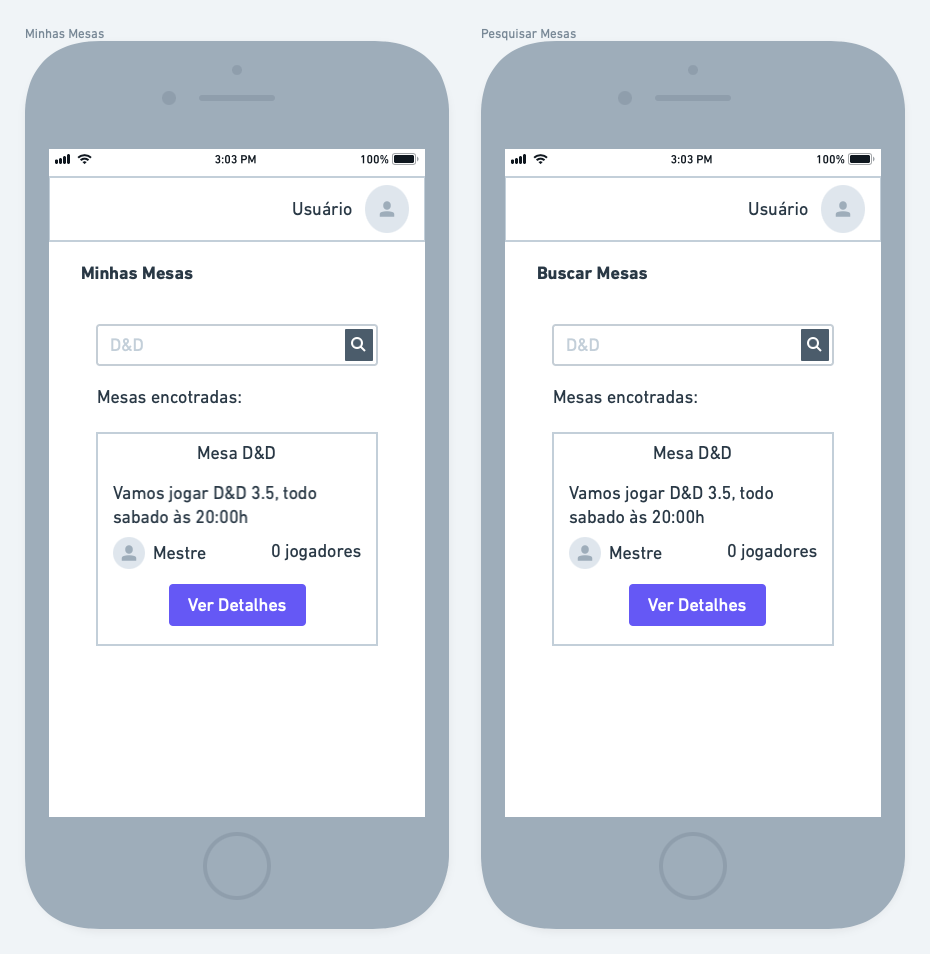 Minhas Mesas
3:03 PM
100%
Usuário
Minhas Mesas
D&D
Mesas encotradas:
Mesa D&D
Vamos jogar D&D 3.5, todo
sabado às 20:00h
Mestre
0 jogadores
Ver Detalhes
Pesquisar Mesas
3:03 PM
100%
Usuário
Buscar Mesas
D&D
Mesas encotradas:
Mesa D&D
Vamos jogar D&D 3.5, todo
sabado às 20:00h
Mestre
0 jogadores
Ver Detalhes